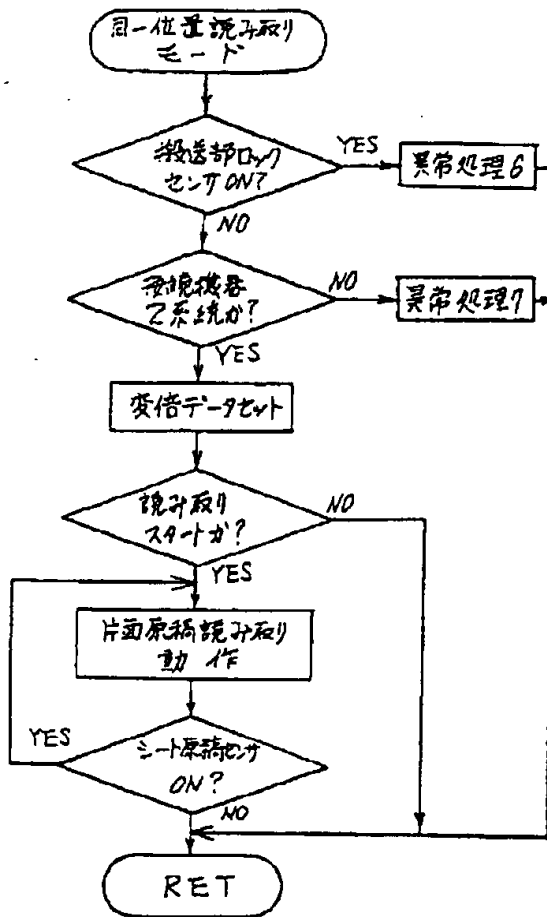 同一位置読み取り
モード
搬送部ロック
センサON?
YES
異常処理6
NO
接続機器
2系統か?
NO
異常処理7
YES
変倍データセット
読み取り
スタートか?
NO
YES
片面原稿読み取り
動作
YES
シート原稿センサ
ON?
NO
RET